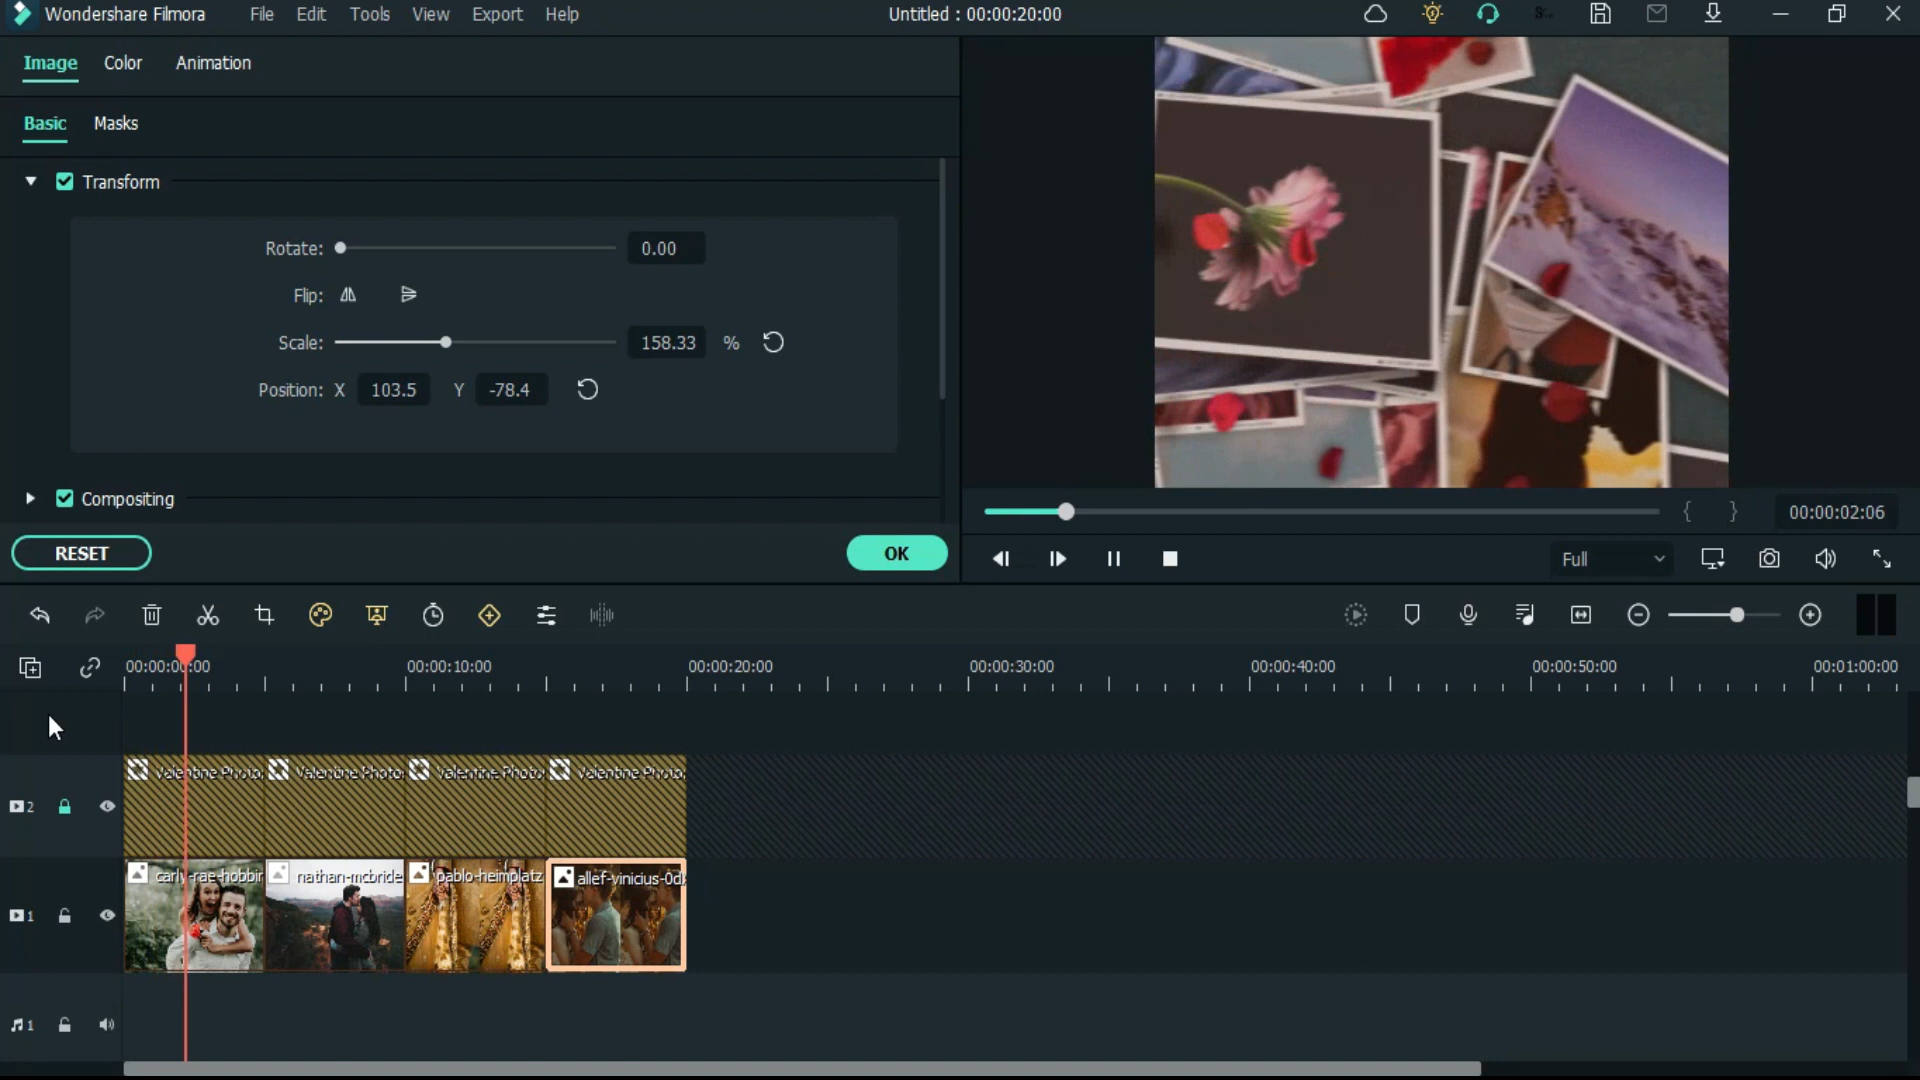 Wondershare Filmora File Edit Tools View Export Help Untitled : 00:00:20:00
Image Color Animation
Basic Masks
Transform
Rotate: 0.00
Flip:
Scale: 158.33 %
Position: X 103.5 Y -78.4
Compositing
RESET OK
{ } 00:00:02:06
Full
00:00:00:00 00:00:10:00 00:00:20:00 00:00:30:00 00:00:40:00 00:00:50:00 00:01:00:00
Valentine Photo Valentine Photo Valentine Photo Valentine Photo
2
carly-rae-hobbin nathan-mcbride pablo-heimplatz allef-vinicius-0d
1
1